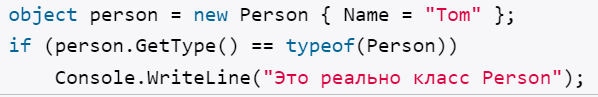 object person = new Person { Name = "Tom" };
if (person.GetType() == typeof(Person))
    Console.WriteLine("Это реально класс Person");